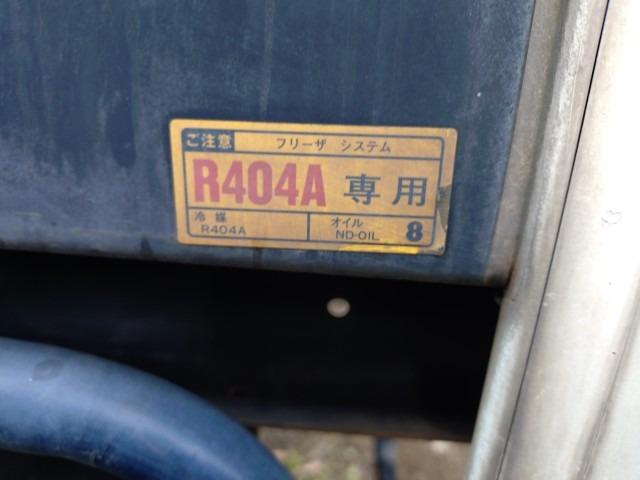 ご注意 フリーザ システム
R404A 専用
冷媒 オイル
R404A ND-OIL 8